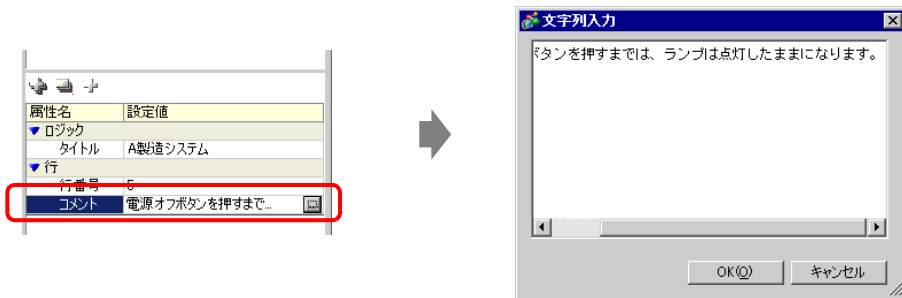 属性名 設定値
ロジック
タイトル A製造システム
行
行番号 5
コメント 電源オフボタンを押すまで...
文字列入力
タンを押すまでは、ランプは点灯したままになります。
OK(O) キャンセル